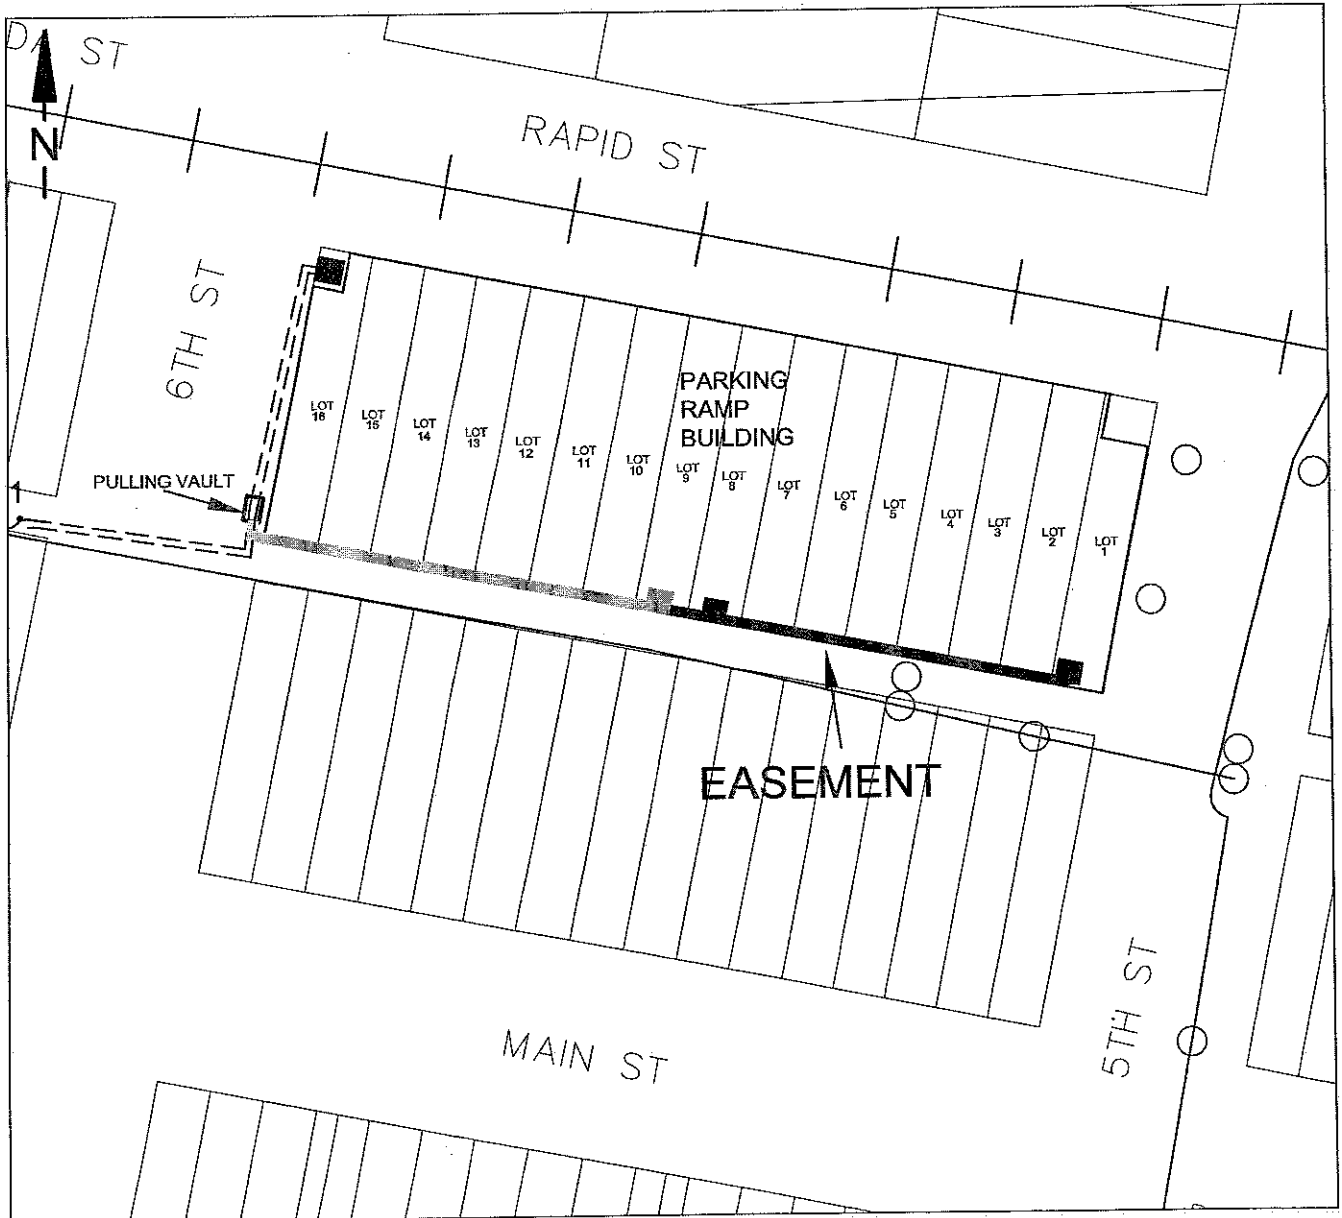 DA ST
N
RAPID ST
6TH ST
PARKING
RAMP
BUILDING
LOT
16
LOT
15
LOT
14
LOT
13
LOT
12
LOT
11
LOT
10
LOT
9
LOT
8
LOT
7
LOT
6
LOT
5
LOT
4
LOT
3
LOT
2
LOT
1
PULLING VAULT
1
EASEMENT
MAIN ST
5TH ST